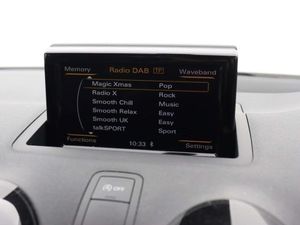 Memory Radio DAB TP Waveband
Magic Xmas Pop
Radio X Rock
Smooth Chill Music
Smooth Relax Easy
Smooth UK Easy
talkSPORT Sport
Functions 10:33 Settings
OFF